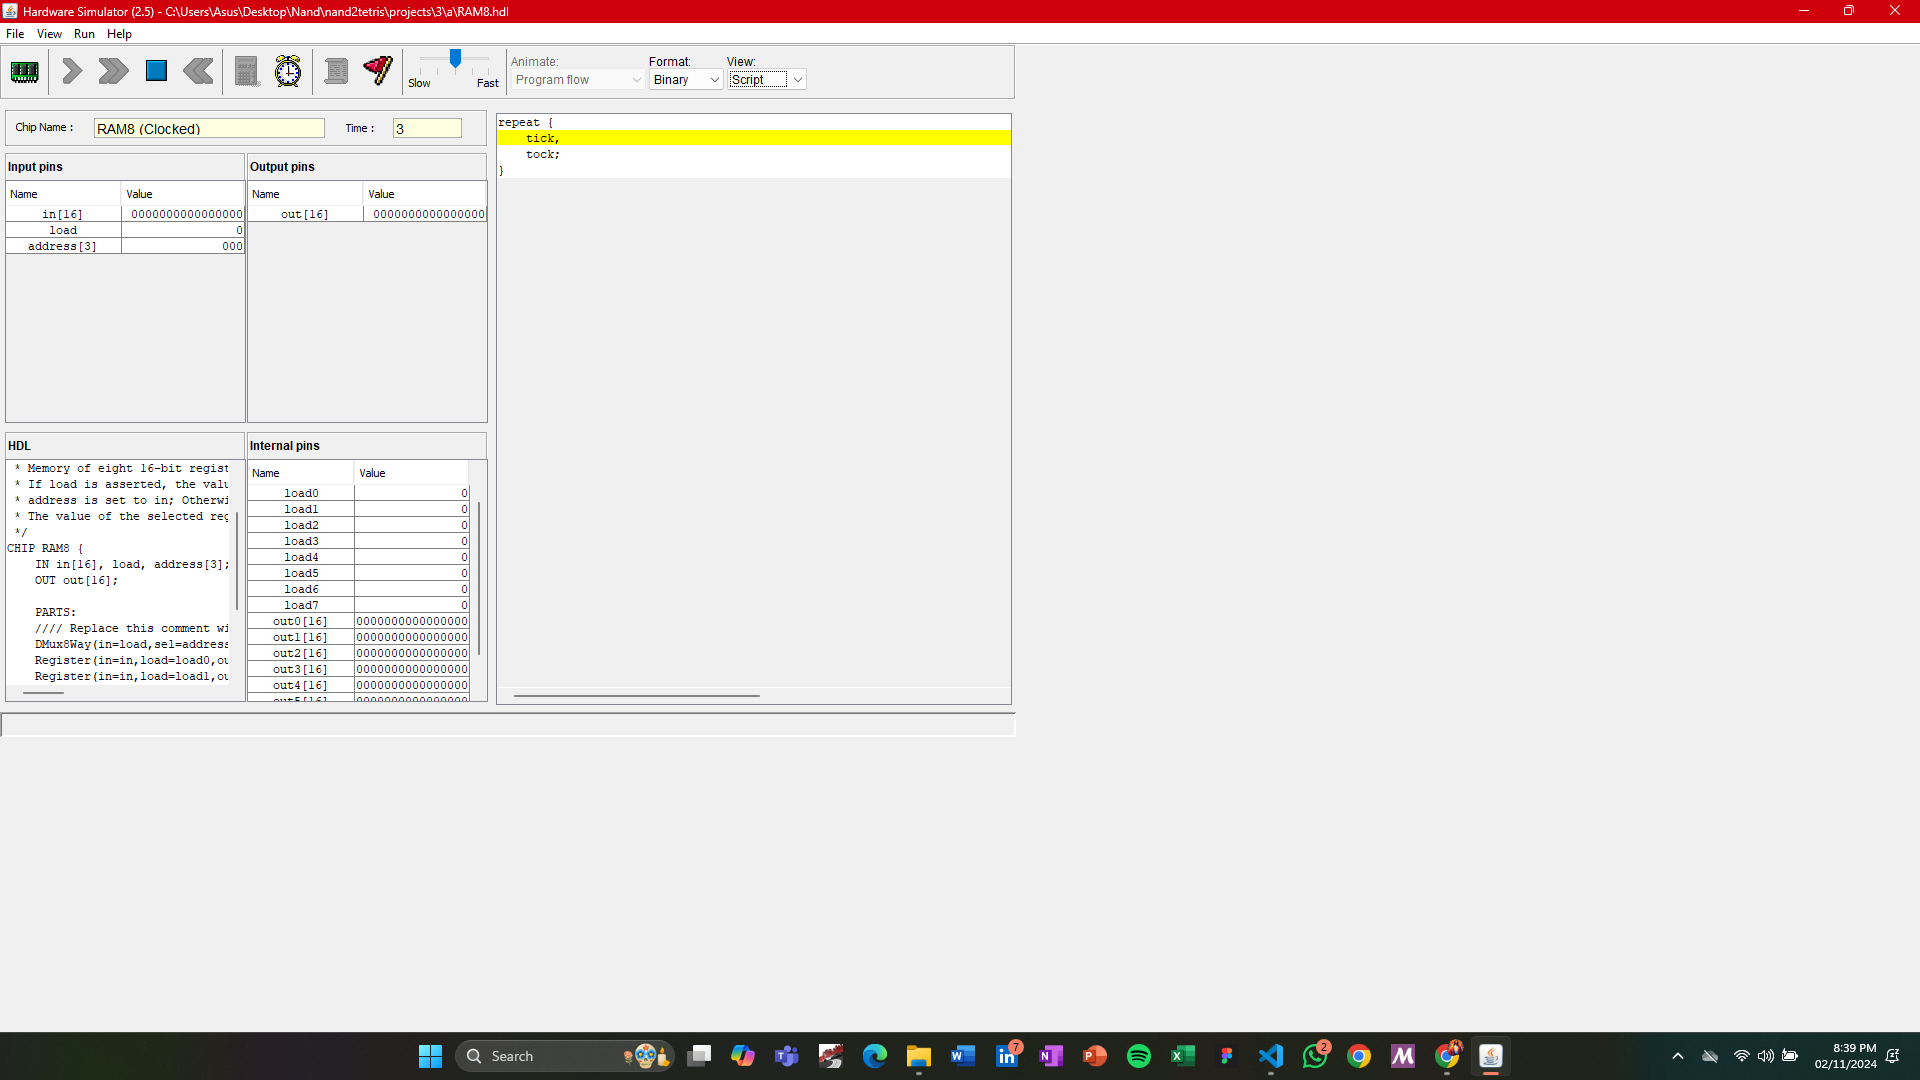 Hardware Simulator (2.5) - C:\Users\Asus\Desktop\Nand\nand2tetris\projects\3\a\RAM8.hdl
File View Run Help
Slow Fast
Animate: Format: View:
Program flow Binary Script
Chip Name : RAM8 (Clocked) Time : 3
Input pins
Name Value
in[16] 0000000000000000
load 0
address[3] 000
Output pins
Name Value
out[16] 0000000000000000
repeat {
tick,
tock;
}
HDL
* Memory of eight 16-bit regist
* If load is asserted, the valu
* address is set to in; Otherwi
* The value of the selected reg
*/
CHIP RAM8 {
IN in[16], load, address[3];
OUT out[16];
PARTS:
//// Replace this comment wi
DMux8Way(in=load,sel=address
Register(in=in,load=load0,ou
Register(in=in,load=load1,ou
Internal pins
Name Value
load0 0
load1 0
load2 0
load3 0
load4 0
load5 0
load6 0
load7 0
out0[16] 0000000000000000
out1[16] 0000000000000000
out2[16] 0000000000000000
out3[16] 0000000000000000
out4[16] 0000000000000000
out5[16] 0000000000000000
Search
7
2
8:39 PM
02/11/2024